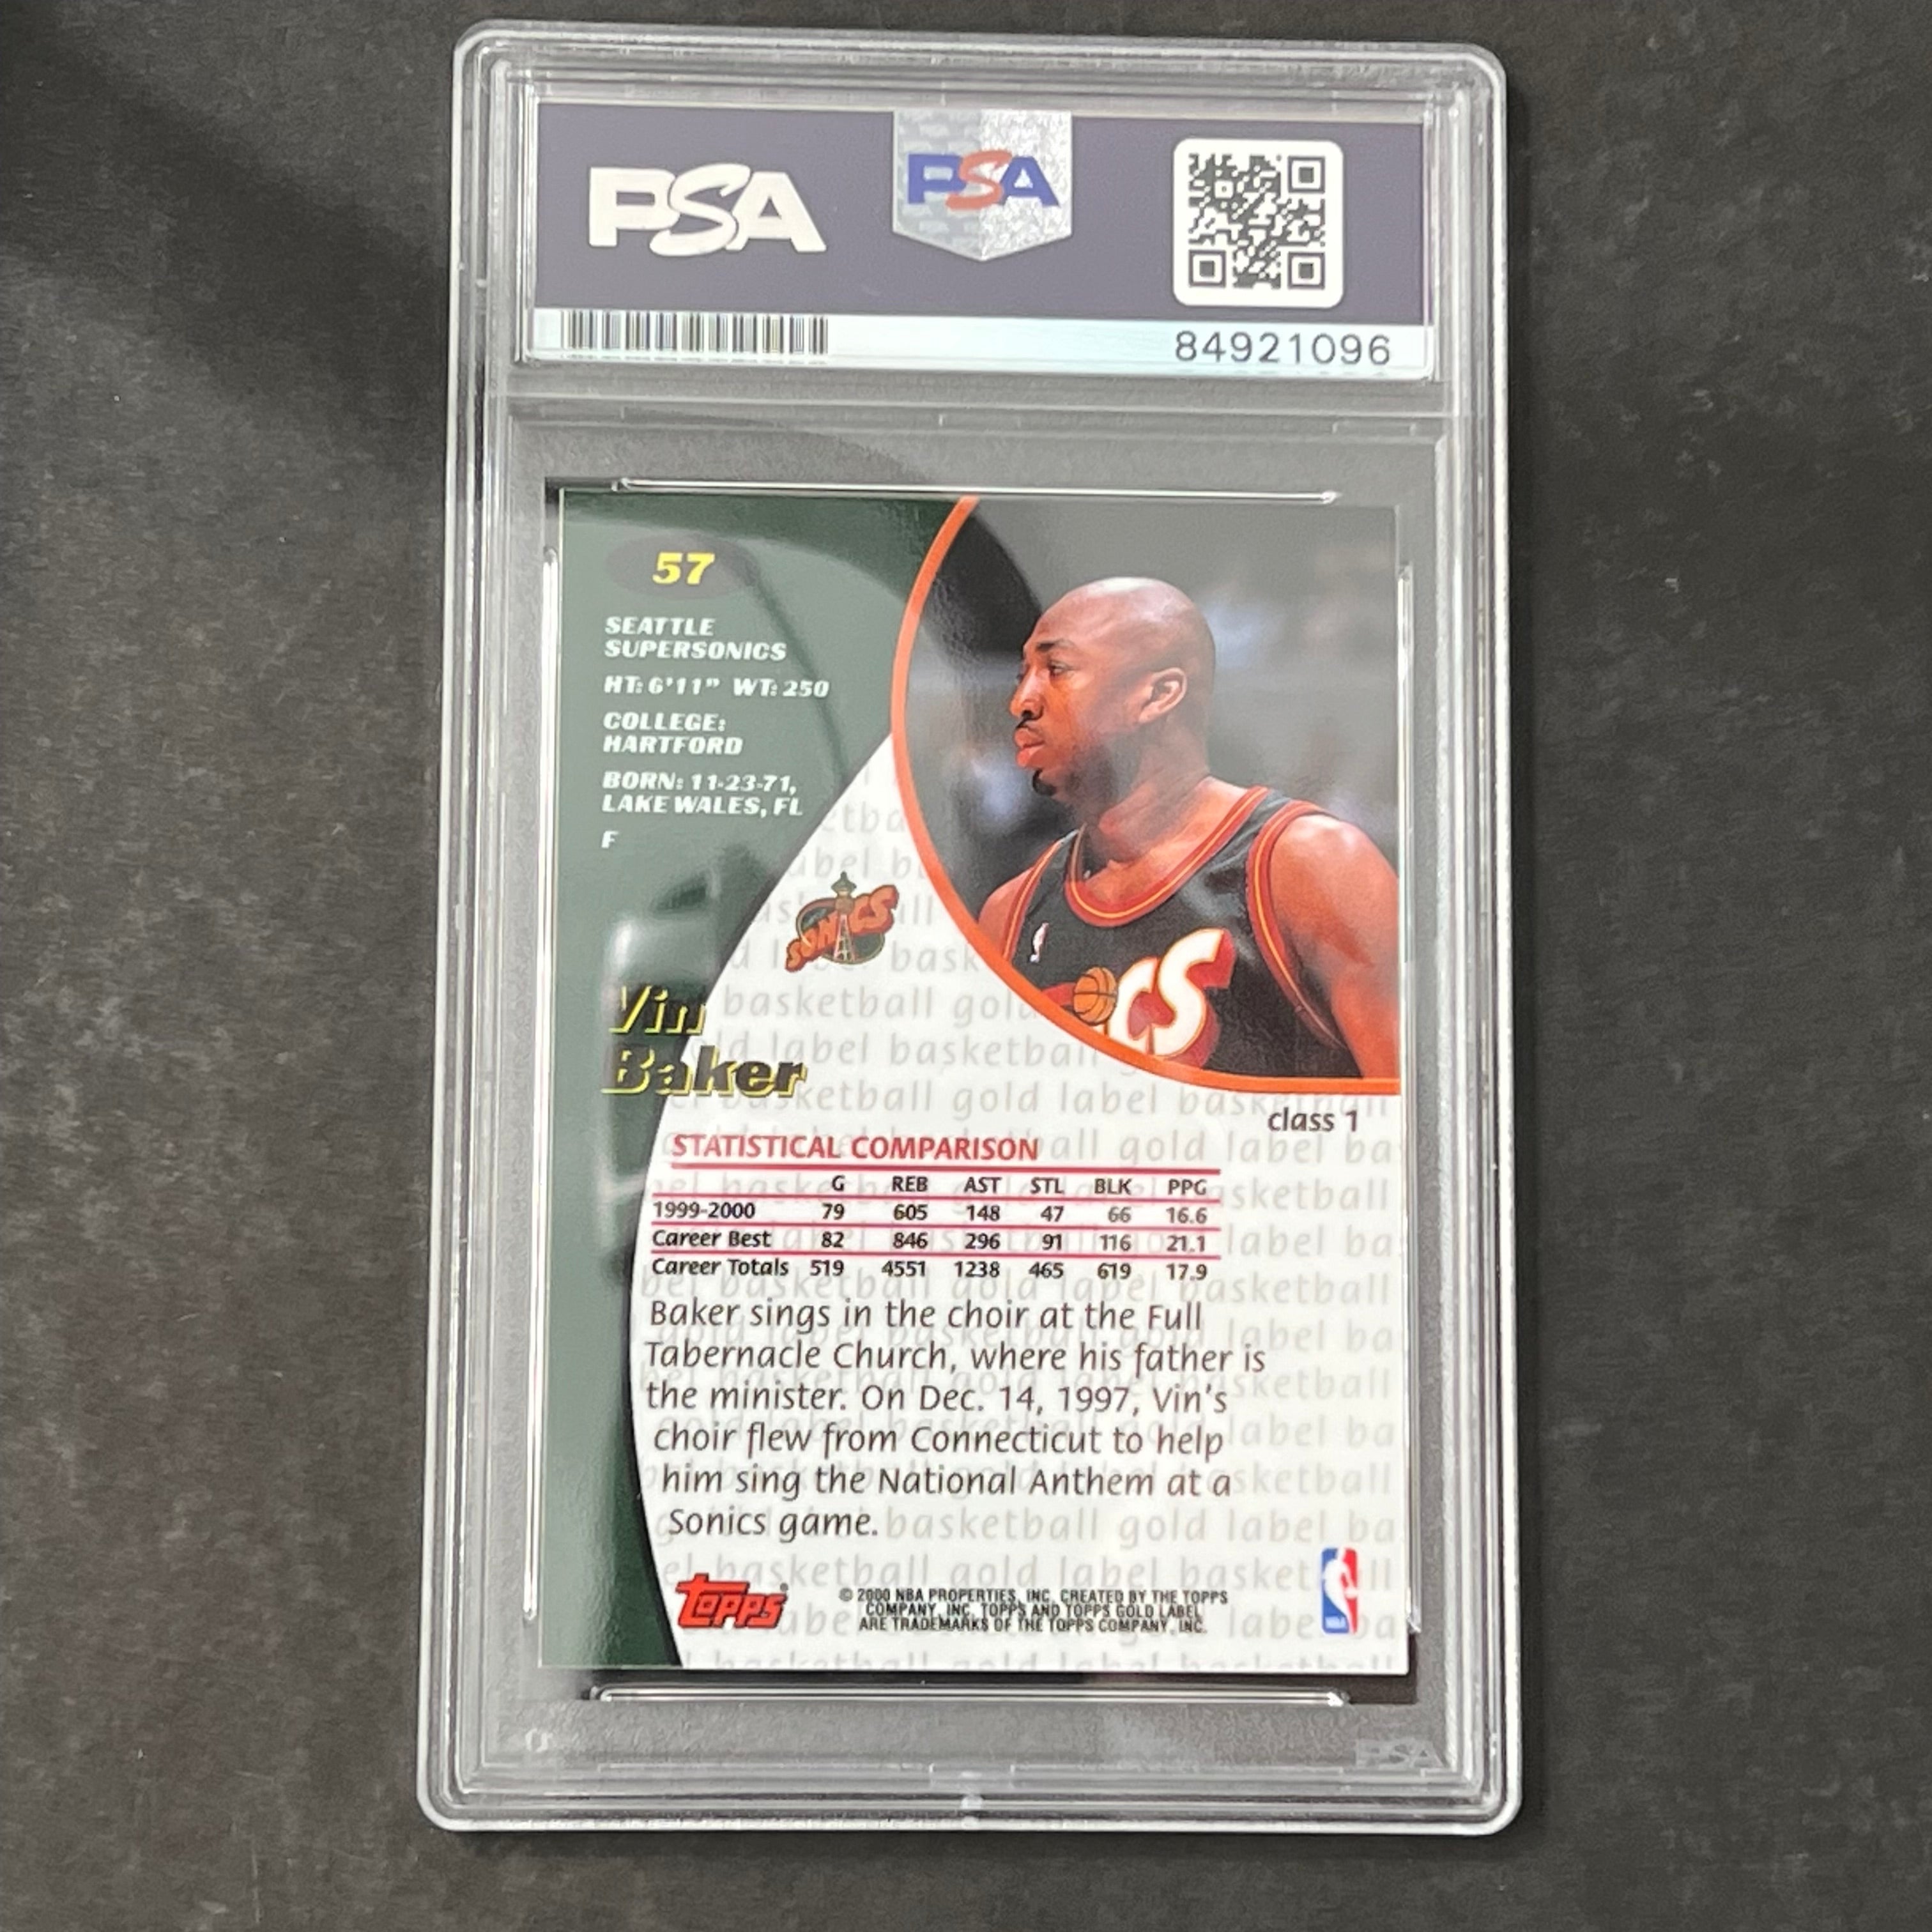 PSA
PSA
84921096
57
SEATTLE
SUPERSONICS
HT: 6'11" WT: 250
COLLEGE:
HARTFORD
BORN: 11-23-71,
LAKE WALES, FL
F
SONICS
CS
Vin
Baker
class 1
STATISTICAL COMPARISON
G REB AST STL BLK PPG
1999-2000 79 605 148 47 66 16.6
Career Best 82 846 296 91 116 21.1
Career Totals 519 4551 1238 465 619 17.9
Baker sings in the choir at the Full
Tabernacle Church, where his father is
the minister. On Dec. 14, 1997, Vin's
choir flew from Connecticut to help
him sing the National Anthem at a
Sonics game.
Topps
© 2000 NBA PROPERTIES, INC. CREATED BY THE TOPPS
COMPANY, INC. TOPPS AND TOPPS GOLD LABEL
ARE TRADEMARKS OF THE TOPPS COMPANY, INC.
NBA
PSA